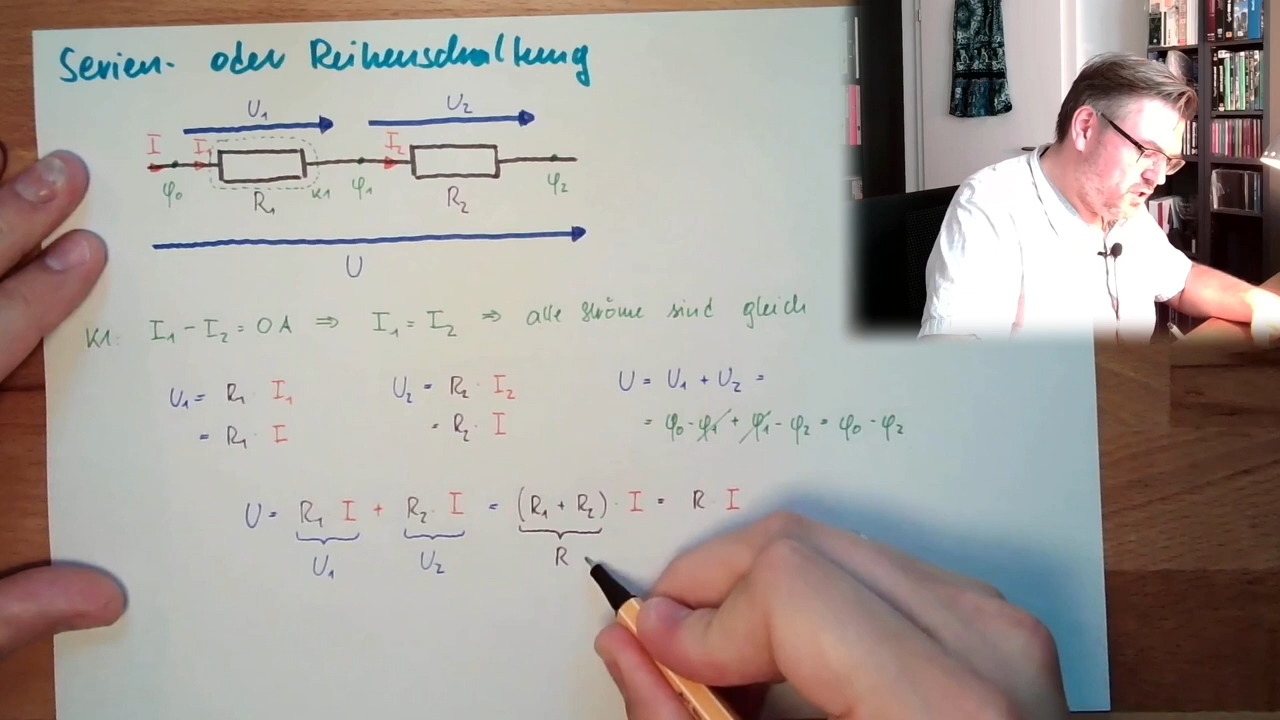 Serien- oder Reihenschaltung
U₁ U₂
I I₁ I₂
φ₀ R₁ K1 φ₁ R₂ φ₂
U
K1: I₁ - I₂ = 0 A ⇒ I₁ = I₂ ⇒ alle Ströme sind gleich
U₁ = R₁ · I₁ U₂ = R₂ · I₂ U = U₁ + U₂ =
= R₁ · I = R₂ · I = φ₀ - φ₁ + φ₁ - φ₂ = φ₀ - φ₂
U = R₁ I + R₂ · I = (R₁ + R₂) · I = R · I
U₁ U₂ R